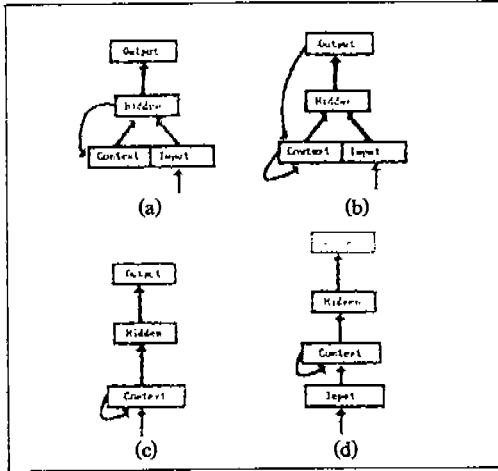 Output
Output
Hidden
Hidden
Context Input
Context Input
(a)
(b)
Output
Hidden
Hidden
Context
Context
Input
(c)
(d)